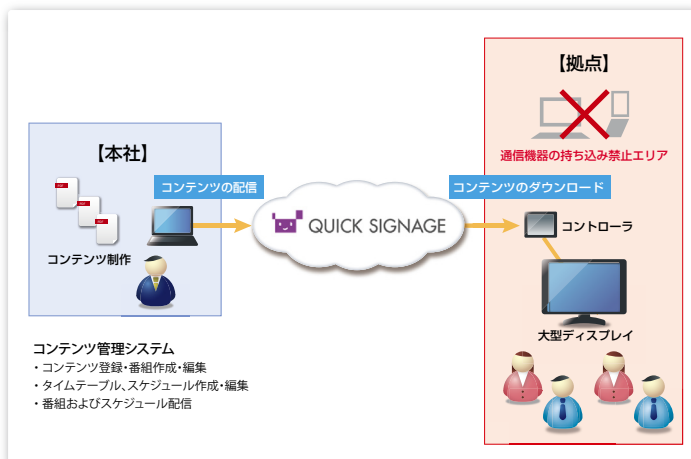 【本社】
コンテンツ制作
コンテンツの配信
QUICK SIGNAGE
コンテンツのダウンロード
【拠点】
通信機器の持ち込み禁止エリア
コントローラ
大型ディスプレイ
コンテンツ管理システム
・コンテンツ登録・番組作成・編集
・タイムテーブル、スケジュール作成・編集
・番組およびスケジュール配信